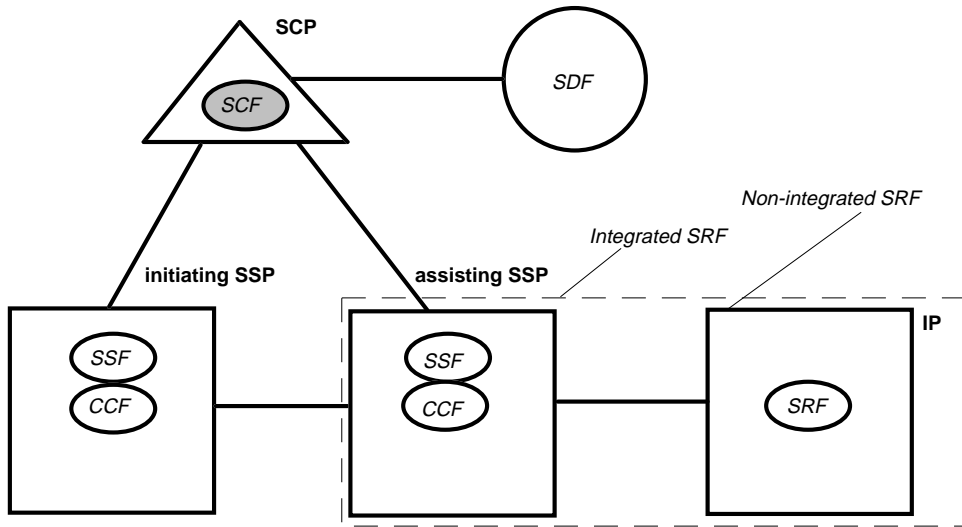 SCP
SDF
SCF
Non-integrated SRF
Integrated SRF
initiating SSP
assisting SSP
IP
SSF
SSF
CCF
CCF
SRF